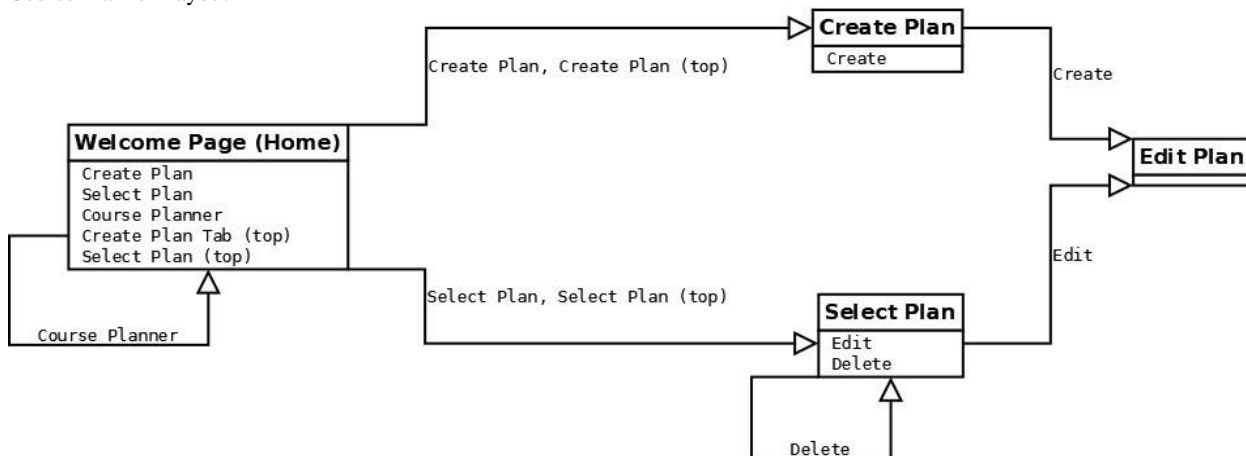 Create Plan
Create
Create Plan, Create Plan (top)
Create
Welcome Page (Home)
Create Plan
Select Plan
Course Planner
Create Plan Tab (top)
Select Plan (top)
Edit Plan
Edit
Select Plan, Select Plan (top)
Select Plan
Edit
Delete
Course Planner
Delete